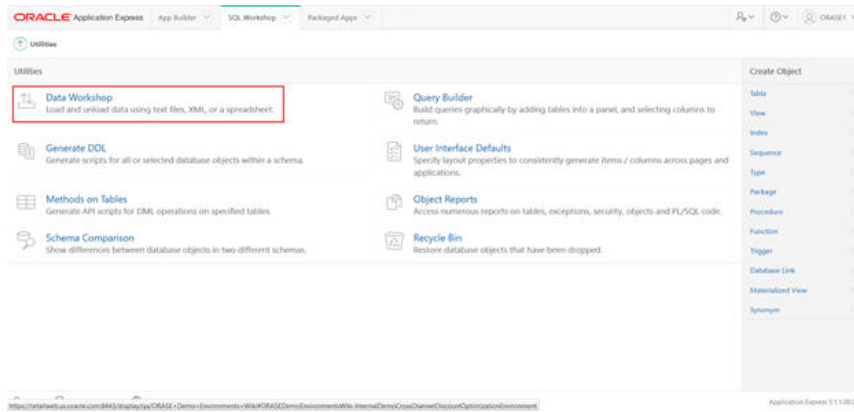 ORACLE Application Express App Builder SQL Workshop Packaged Apps ORASE1
Utilities
Utilities
Data Workshop
Load and unload data using text files, XML, or a spreadsheet.
Generate DDL
Generate scripts for all or selected database objects within a schema.
Methods on Tables
Generate API scripts for DML operations on specified tables
Schema Comparison
Show differences between database objects in two different schemas.
Query Builder
Build queries graphically by adding tables into a panel, and selecting columns to
return.
User Interface Defaults
Specify layout properties to consistently generate items / columns across pages and
applications.
Object Reports
Access numerous reports on tables, exceptions, security, objects and PL/SQL code.
Recycle Bin
Restore database objects that have been dropped.
Create Object
Table
View
Index
Sequence
Type
Package
Procedure
Function
Trigger
Database Link
Materialized View
Synonym
Application Express